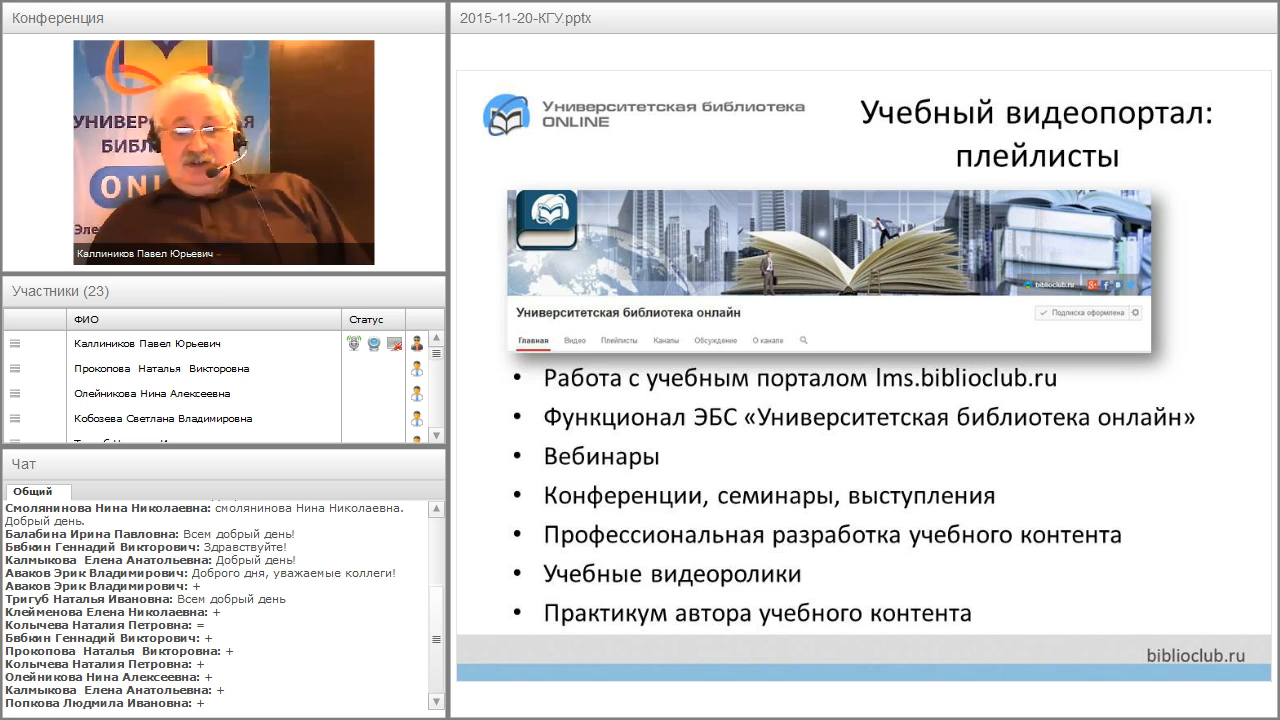 Конференция
УНИВЕР
БИБЛ
ONL
Каллиников Павел Юрьевич
Участники (23)
ФИО
Статус
Каллиников Павел Юрьевич
Прокопова Наталья Викторовна
Олейникова Нина Алексеевна
Кобозева Светлана Владимировна
Чат
Общий
Смолянинова Нина Николаевна: смолянинова Нина Николаевна.
Добрый день.
Балабина Ирина Павловна: Всем добрый день!
Бвбкин Геннадий Викторович: Здравствуйте!
Калмыкова Елена Анатольевна: Добрый день!
Аваков Эрик Владимирович: Доброго дня, уважаемые коллеги!
Аваков Эрик Владимирович: +
Тригуб Наталья Ивановна: Всем добрый день
Клейменова Елена Николаевна: +
Колычева Наталия Петровна: =
Бвбкин Геннадий Викторович: +
Прокопова Наталья Викторовна: +
Колычева Наталия Петровна: +
Олейникова Нина Алексеевна: +
Калмыкова Елена Анатольевна: +
Попкова Людмила Ивановна: +
2015-11-20-КГУ.pptx
Университетская библиотека
ONLINE
Учебный видеопортал:
плейлисты
biblioclub.ru
Университетская библиотека онлайн
Подписка оформлена
Главная Видео Плейлисты Каналы Обсуждение О канале
• Работа с учебным порталом lms.biblioclub.ru
• Функционал ЭБС «Университетская библиотека онлайн»
• Вебинары
• Конференции, семинары, выступления
• Профессиональная разработка учебного контента
• Учебные видеоролики
• Практикум автора учебного контента
biblioclub.ru